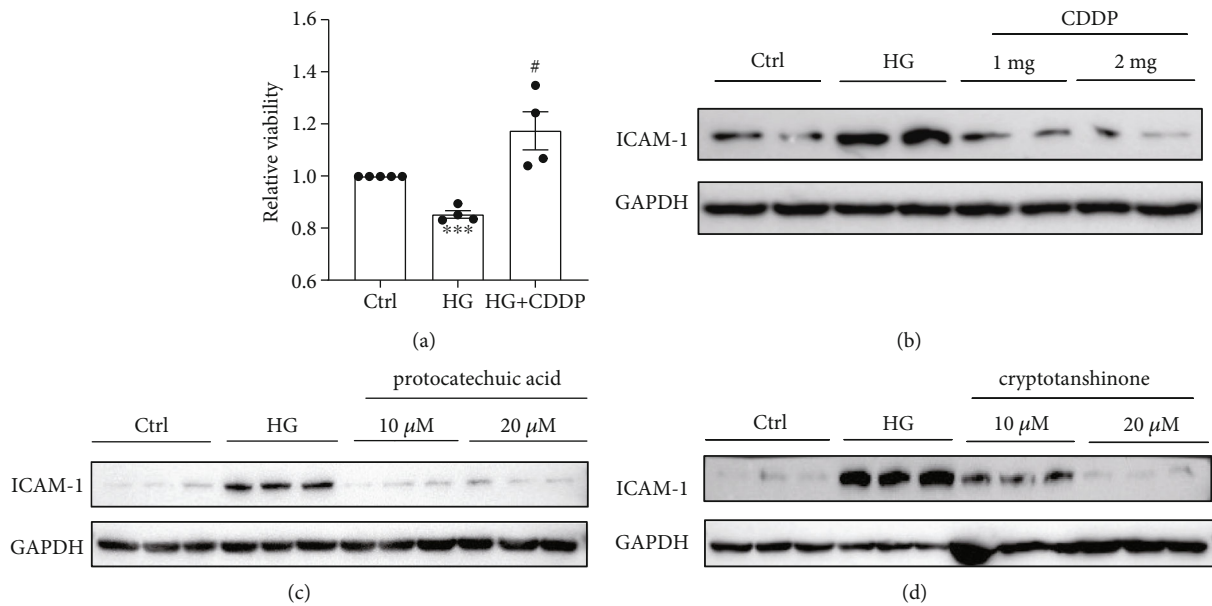 1.6
1.4
1.2
1.0
0.8
0.6
Relative viability
#
***
Ctrl HG HG+CDDP
(a)
CDDP
Ctrl HG 1 mg 2 mg
ICAM-1
GAPDH
(b)
protocatechuic acid
Ctrl HG 10 μM 20 μM
ICAM-1
GAPDH
(c)
cryptotanshinone
Ctrl HG 10 μM 20 μM
ICAM-1
GAPDH
(d)